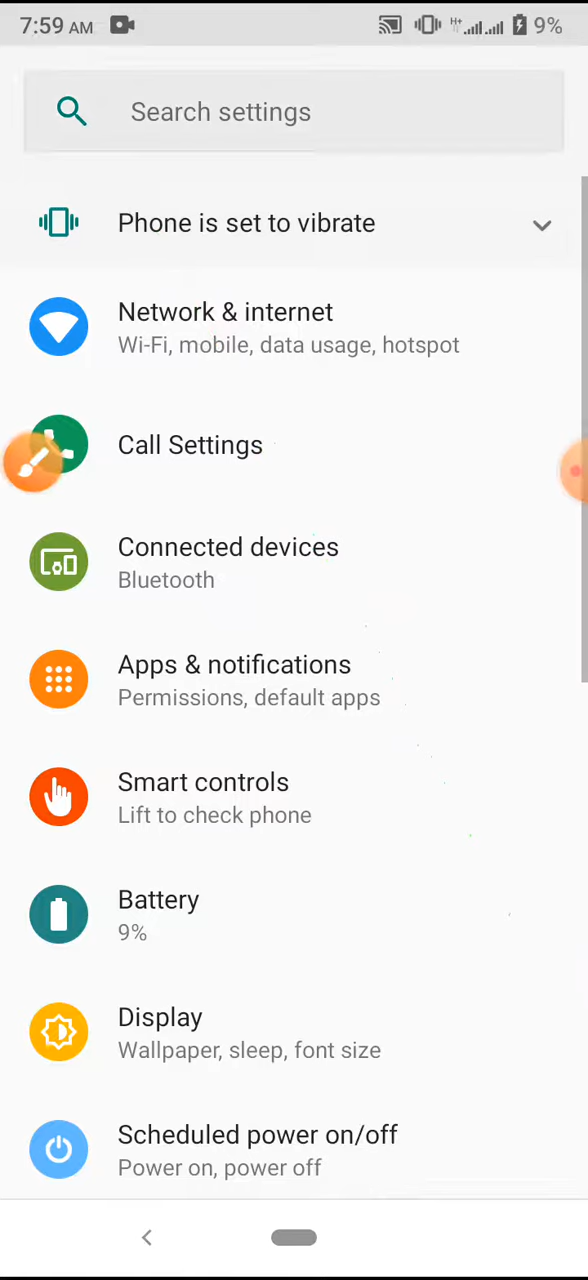 7:59 AM
H+
9%
Search settings
Phone is set to vibrate
Network & internet
Wi-Fi, mobile, data usage, hotspot
Call Settings
Connected devices
Bluetooth
Apps & notifications
Permissions, default apps
Smart controls
Lift to check phone
Battery
9%
Display
Wallpaper, sleep, font size
Scheduled power on/off
Power on, power off